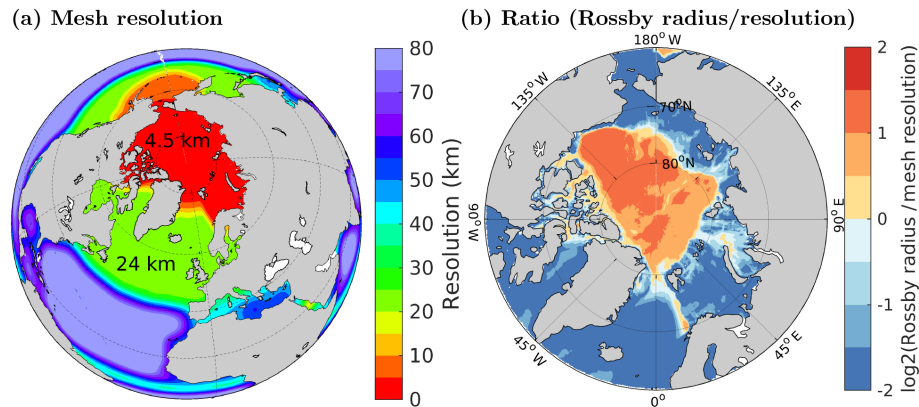 (a) Mesh resolution
4.5 km
24 km
80
70
60
50
40
30
20
10
0
Resolution (km)
(b) Ratio (Rossby radius/resolution)
180° W
135° W
135° E
70°N
80°N
90° W
90° E
45° W
45° E
0°
2
1
0
-1
-2
log2(Rossby radius /mesh resolution)